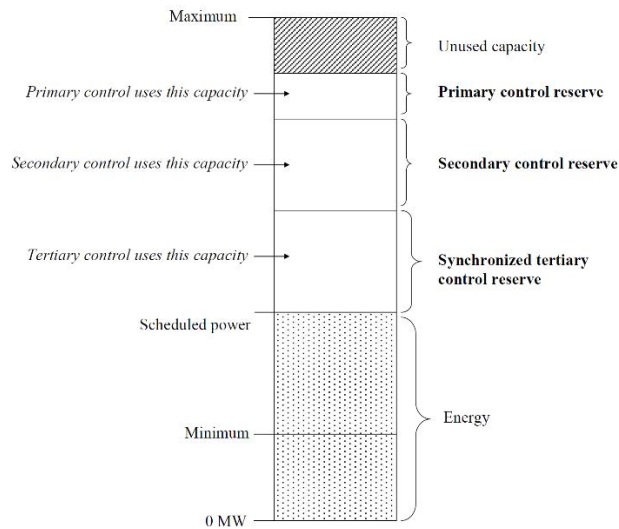 Maximum
Unused capacity
Primary control uses this capacity
Primary control reserve
Secondary control uses this capacity
Secondary control reserve
Tertiary control uses this capacity
Synchronized tertiary
control reserve
Scheduled power
Energy
Minimum
0 MW